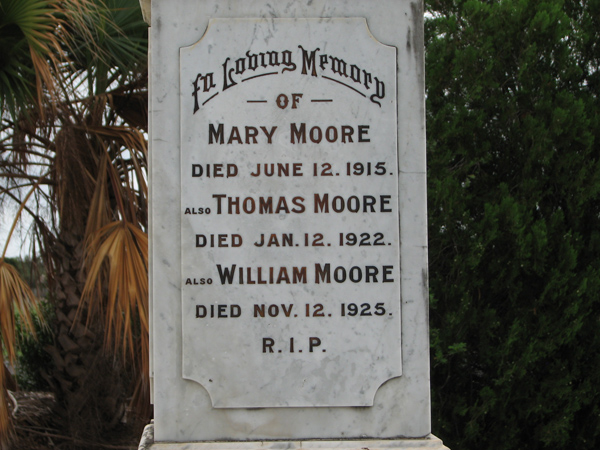 In Loving Memory
— OF —
MARY MOORE
DIED JUNE 12. 1915.
ALSO THOMAS MOORE
DIED JAN. 12. 1922.
ALSO WILLIAM MOORE
DIED NOV. 12. 1925.
R. I. P.